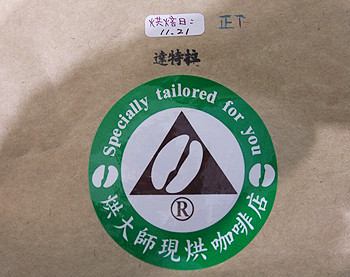 烘焙日:
11.21
正丅
達特拉
Specially tailored for you
®
烘大師現烘咖啡店